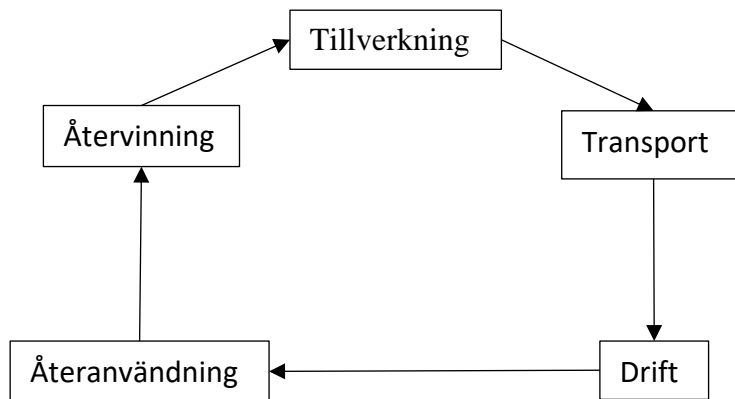 Tillverkning
Transport
Drift
Återanvändning
Återvinning